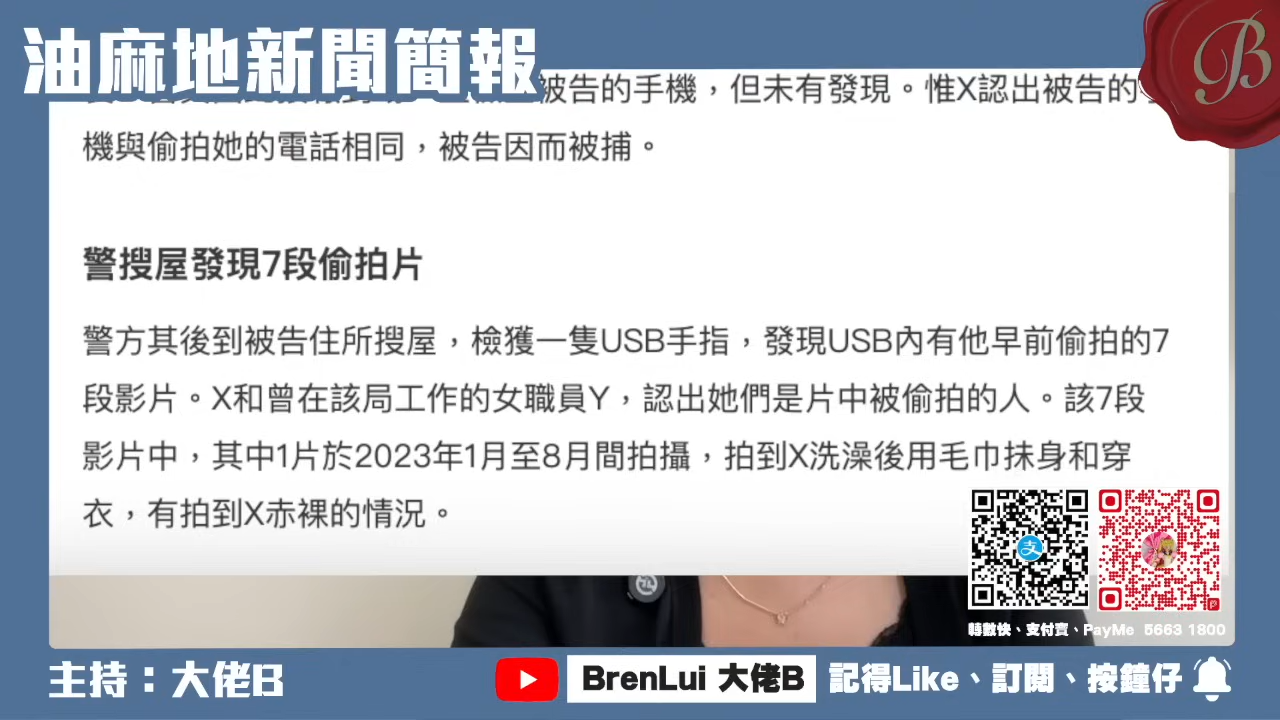 油麻地新聞簡報
B
被告的手機，但未有發現。惟X認出被告的
機與偷拍她的電話相同，被告因而被捕。
警搜屋發現7段偷拍片
警方其後到被告住所搜屋，檢獲一隻USB手指，發現USB內有他早前偷拍的7
段影片。X和曾在該局工作的女職員Y，認出她們是片中被偷拍的人。該7段
影片中，其中1片於2023年1月至8月間拍攝，拍到X洗澡後用毛巾抹身和穿
衣，有拍到X赤裸的情況。
支
轉數快、支付寶、PayMe 5663 1800
主持：大佬B
BrenLui 大佬B
記得Like、訂閱、按鐘仔